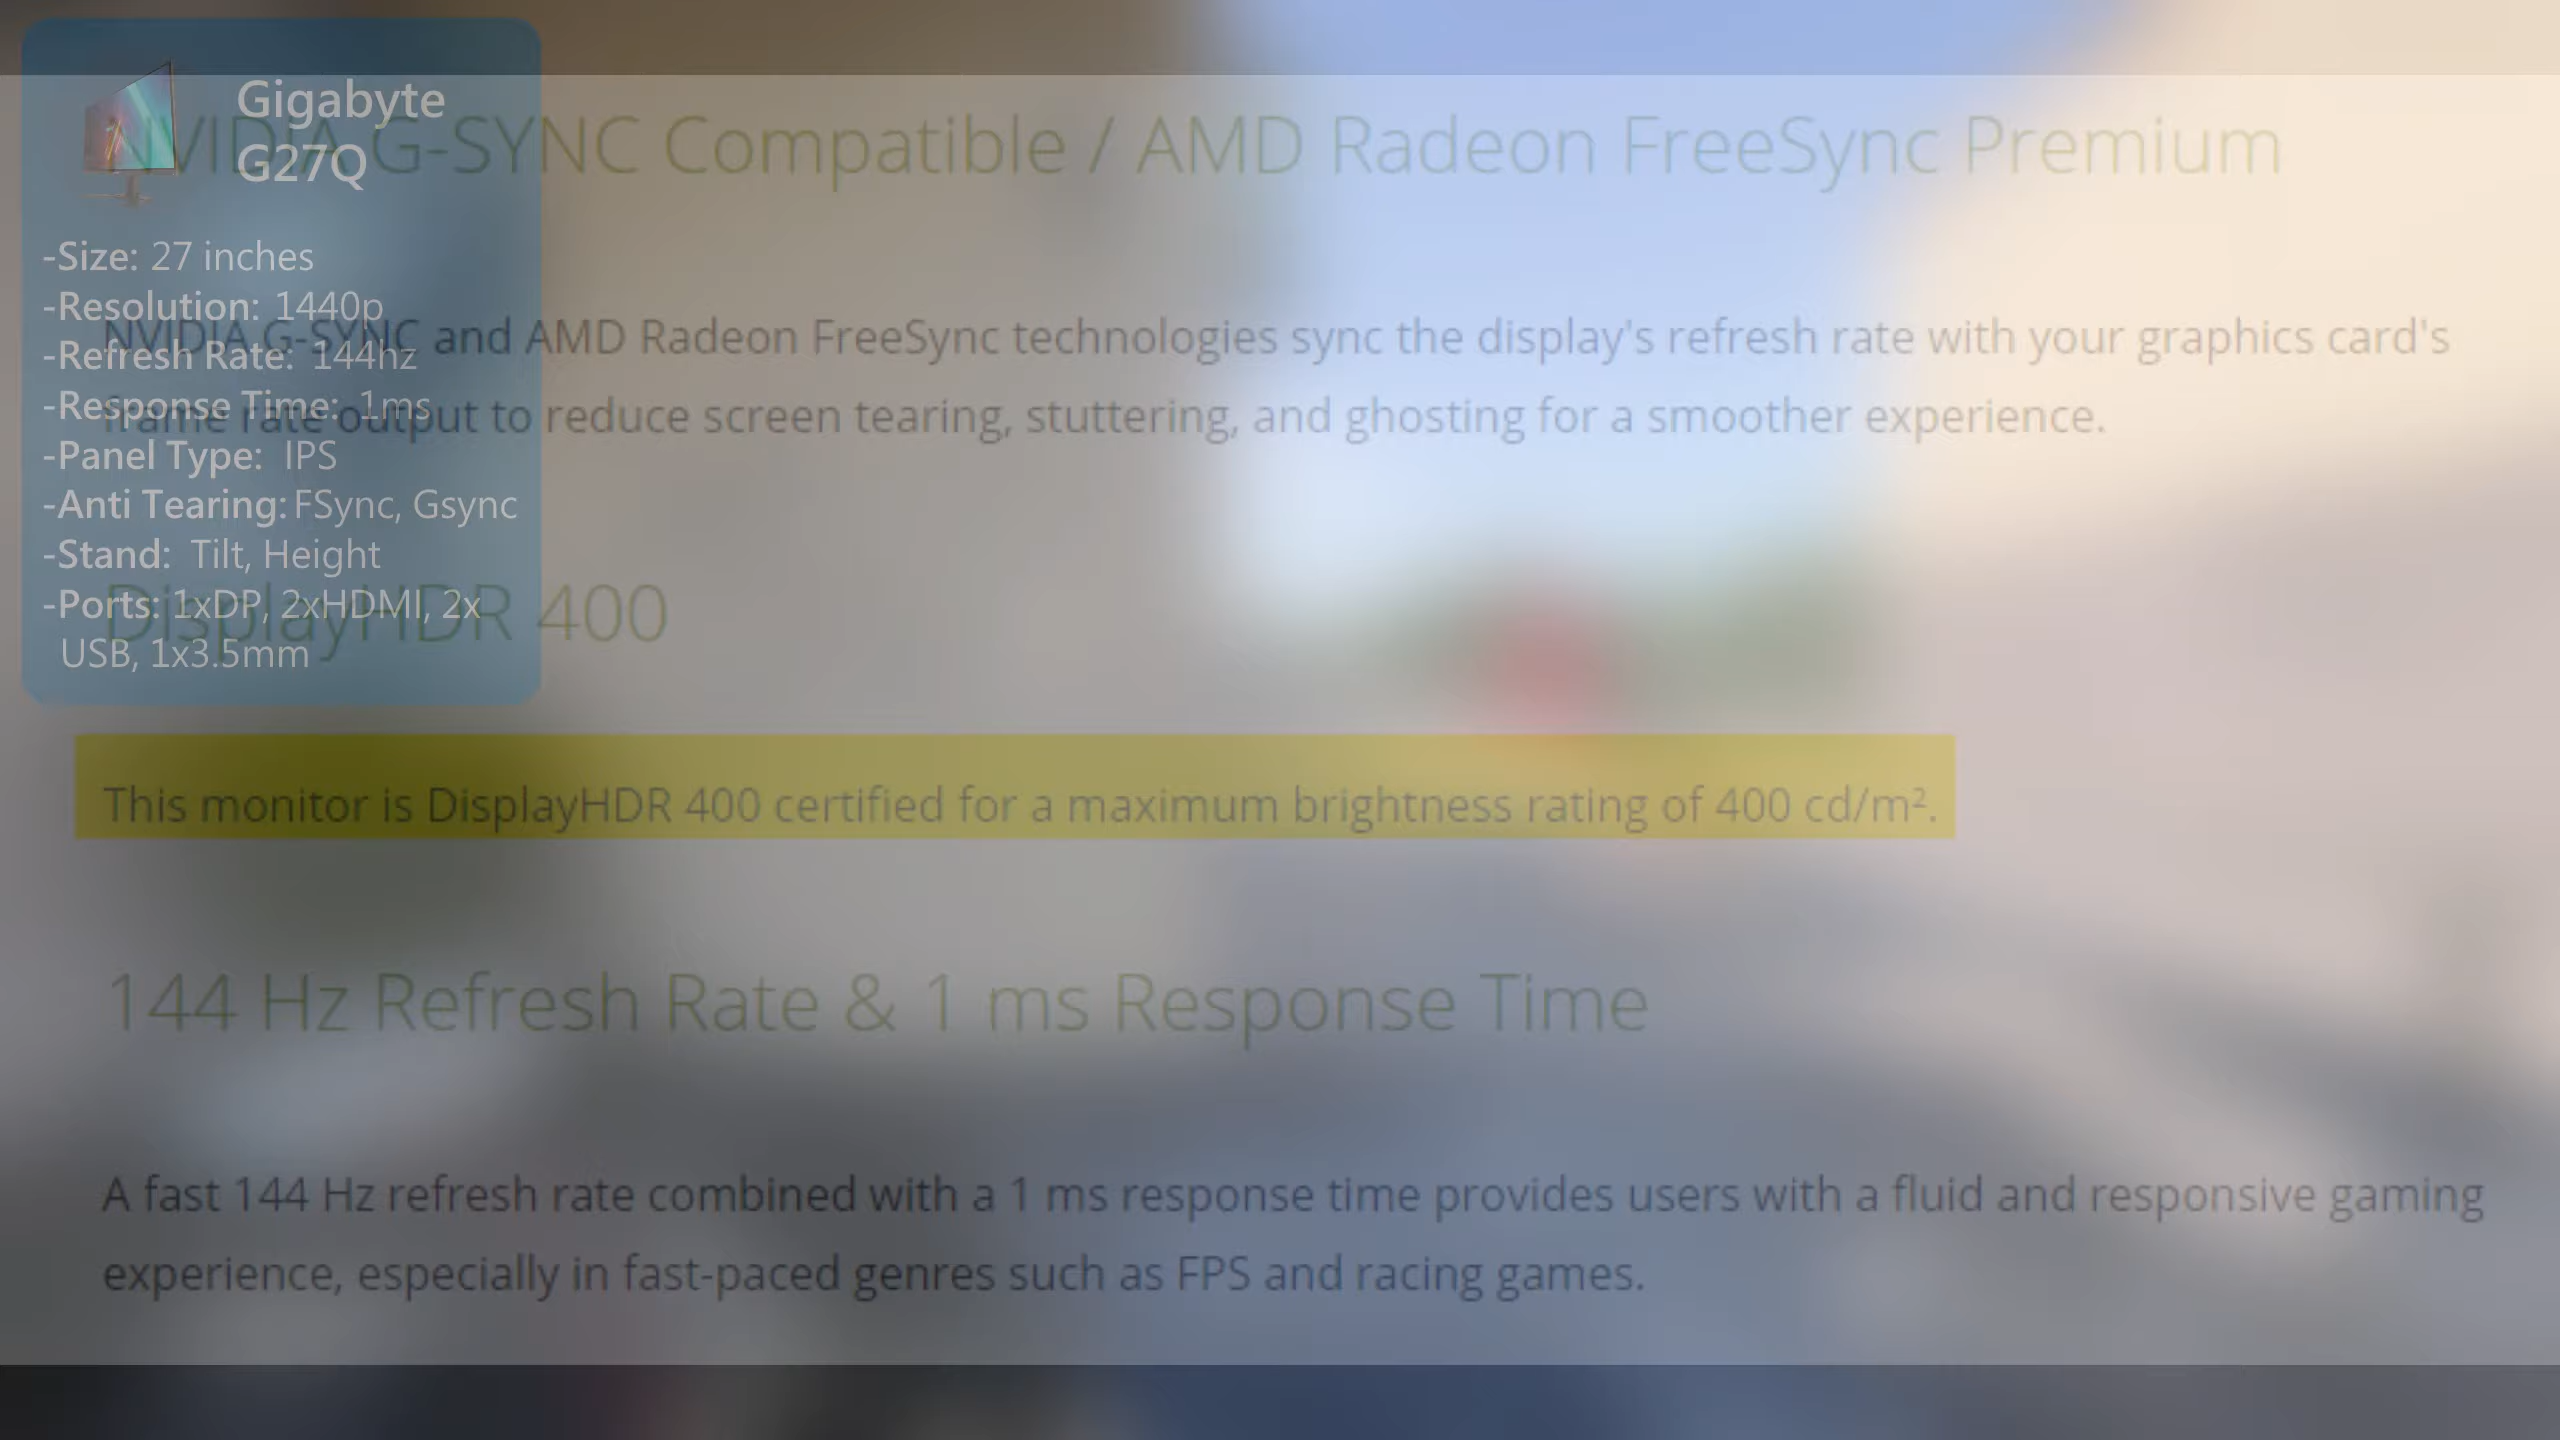 Gigabyte
G27Q
-Size: 27 inches
-Resolution: 1440p
-Refresh Rate: 144hz
-Response Time: 1ms
-Panel Type: IPS
-Anti Tearing: FSync, Gsync
-Stand: Tilt, Height
-Ports: 1xDP, 2xHDMI, 2x
USB, 1x3.5mm
NVIDIA G-SYNC Compatible / AMD Radeon FreeSync Premium
NVIDIA G-SYNC and AMD Radeon FreeSync technologies sync the display's refresh rate with your graphics card's
frame rate output to reduce screen tearing, stuttering, and ghosting for a smoother experience.
DisplayHDR 400
This monitor is DisplayHDR 400 certified for a maximum brightness rating of 400 cd/m².
144 Hz Refresh Rate & 1 ms Response Time
A fast 144 Hz refresh rate combined with a 1 ms response time provides users with a fluid and responsive gaming
experience, especially in fast-paced genres such as FPS and racing games.